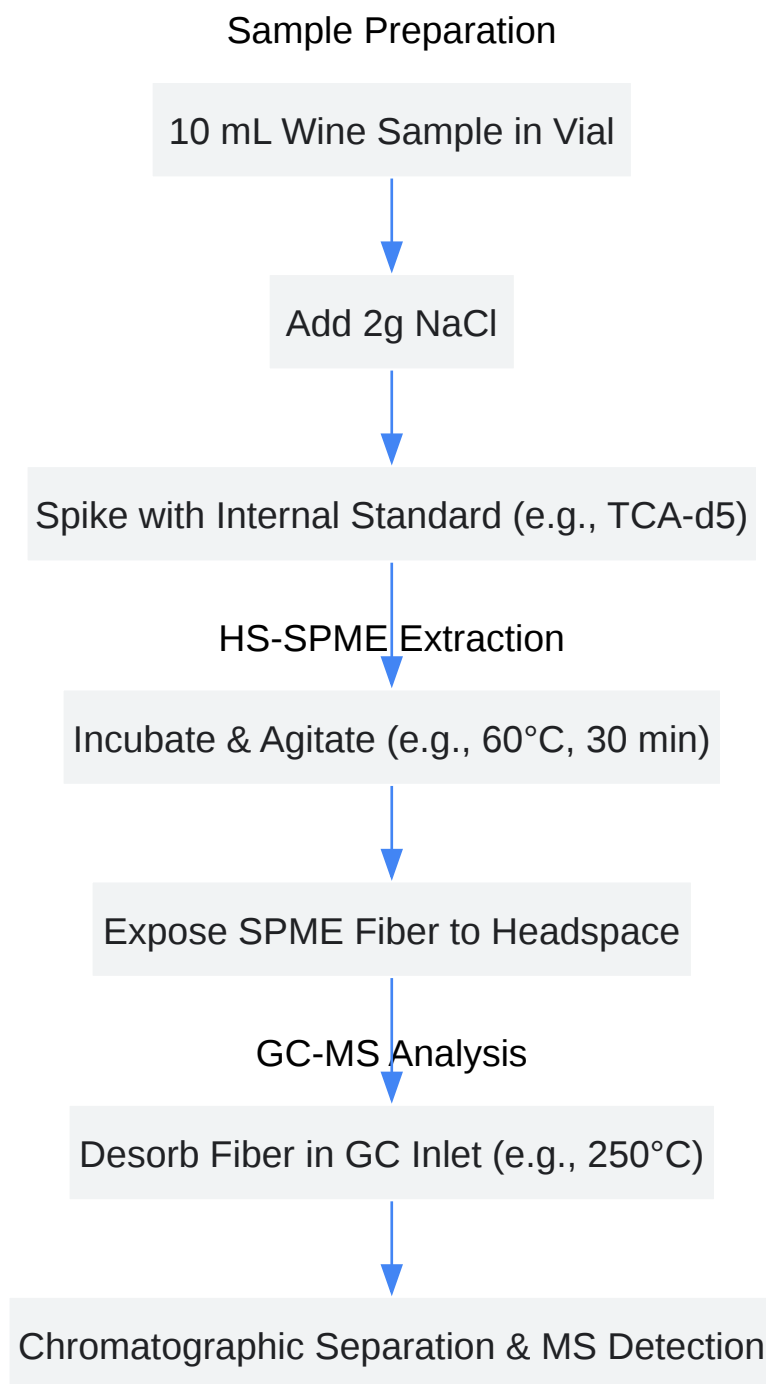 Sample Preparation
10 mL Wine Sample in Vial
Add 2g NaCl
Spike with Internal Standard (e.g., TCA-d5)
HS-SPME Extraction
Incubate & Agitate (e.g., 60°C, 30 min)
Expose SPME Fiber to Headspace
GC-MS Analysis
Desorb Fiber in GC Inlet (e.g., 250°C)
Chromatographic Separation & MS Detection